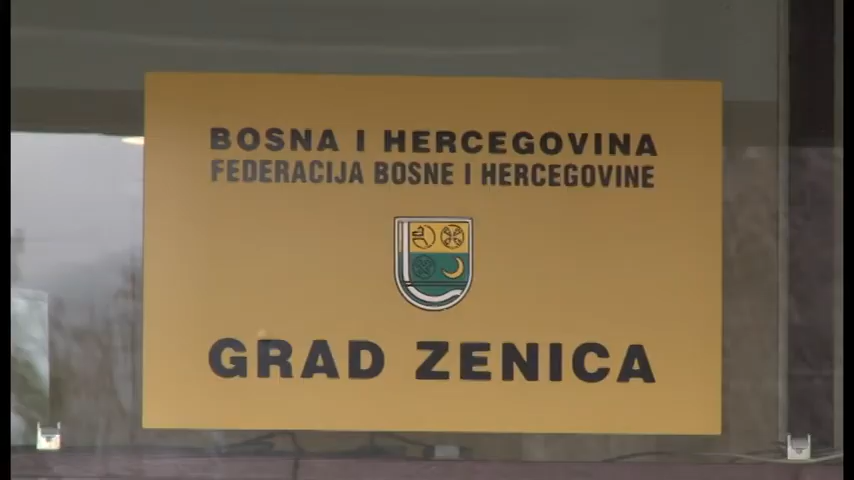 BOSNA I HERCEGOVINA
FEDERACIJA BOSNE I HERCEGOVINE
GRAD ZENICA